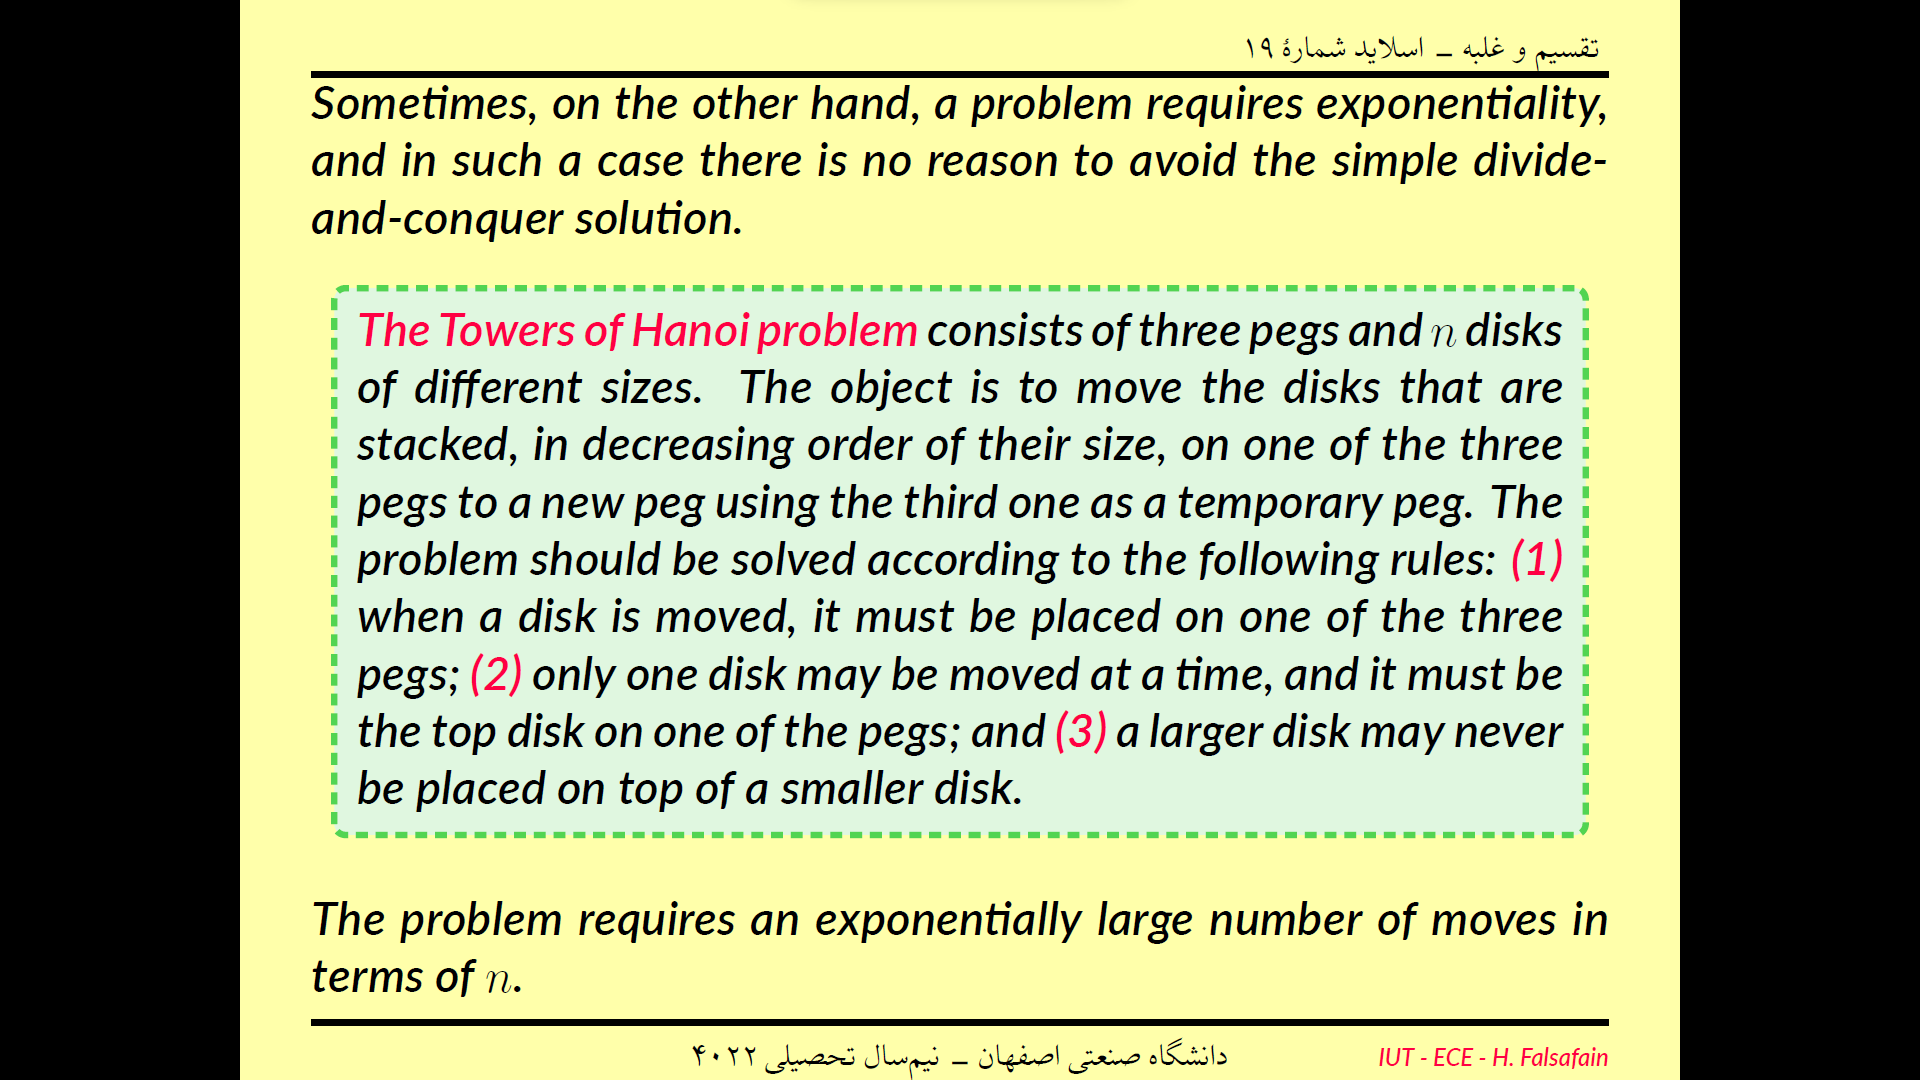 تقسیم و غلبه – اسلاید شمارهٔ ۱۹
Sometimes, on the other hand, a problem requires exponentiality,
and in such a case there is no reason to avoid the simple divide-
and-conquer solution.
The Towers of Hanoi problem consists of three pegs and n disks
of different sizes. The object is to move the disks that are
stacked, in decreasing order of their size, on one of the three
pegs to a new peg using the third one as a temporary peg. The
problem should be solved according to the following rules: (1)
when a disk is moved, it must be placed on one of the three
pegs; (2) only one disk may be moved at a time, and it must be
the top disk on one of the pegs; and (3) a larger disk may never
be placed on top of a smaller disk.
The problem requires an exponentially large number of moves in
terms of n.
دانشگاه صنعتی اصفهان – نیم‌سال تحصیلی ۴۰۲۲
IUT - ECE - H. Falsafain